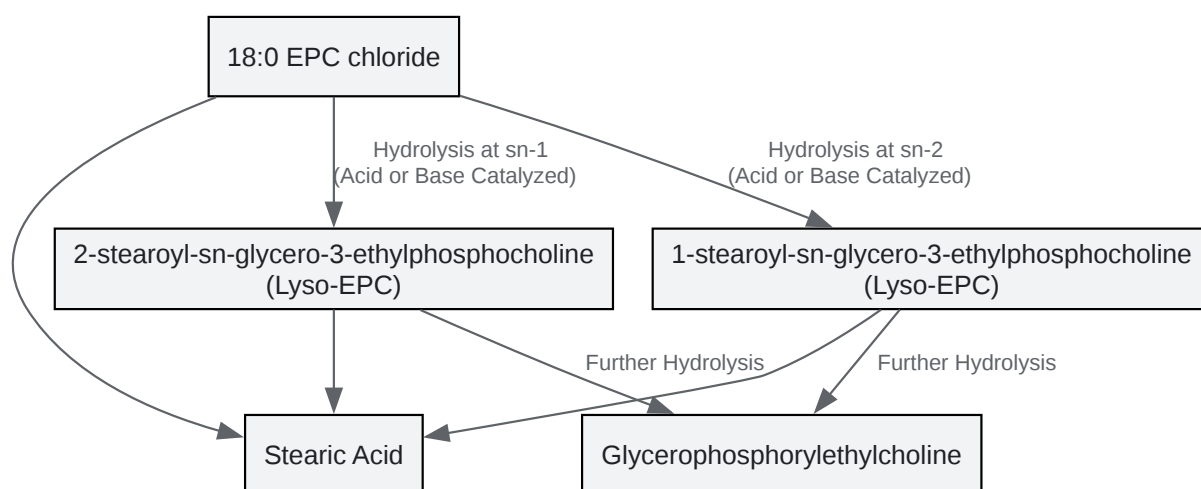 18:0 EPC chloride
Hydrolysis at sn-1
(Acid or Base Catalyzed)
Hydrolysis at sn-2
(Acid or Base Catalyzed)
2-stearoyl-sn-glycero-3-ethylphosphocholine
(Lyso-EPC)
1-stearoyl-sn-glycero-3-ethylphosphocholine
(Lyso-EPC)
Further Hydrolysis
Further Hydrolysis
Stearic Acid
Glycerophosphorylethylcholine